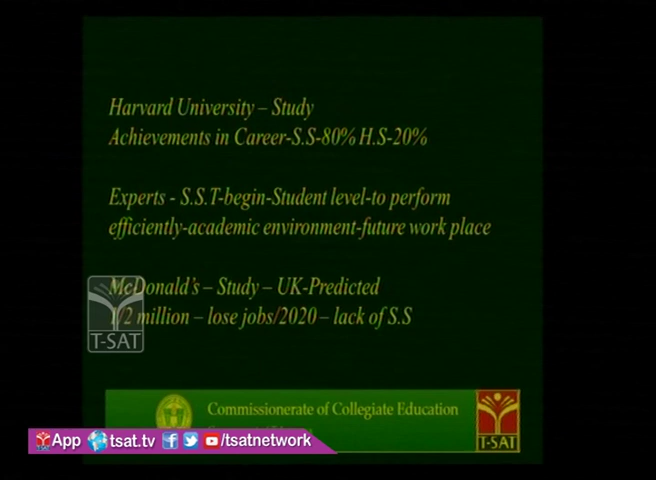 Harvard University – Study
Achievements in Career-S.S-80% H.S-20%
Experts - S.S.T-begin-Student level-to perform
efficiently-academic environment-future work place
McDonald's – Study – UK-Predicted
1/2 million – lose jobs/2020 – lack of S.S
T-SAT
Commissionerate of Collegiate Education
T-SAT
App tsat.tv /tsatnetwork